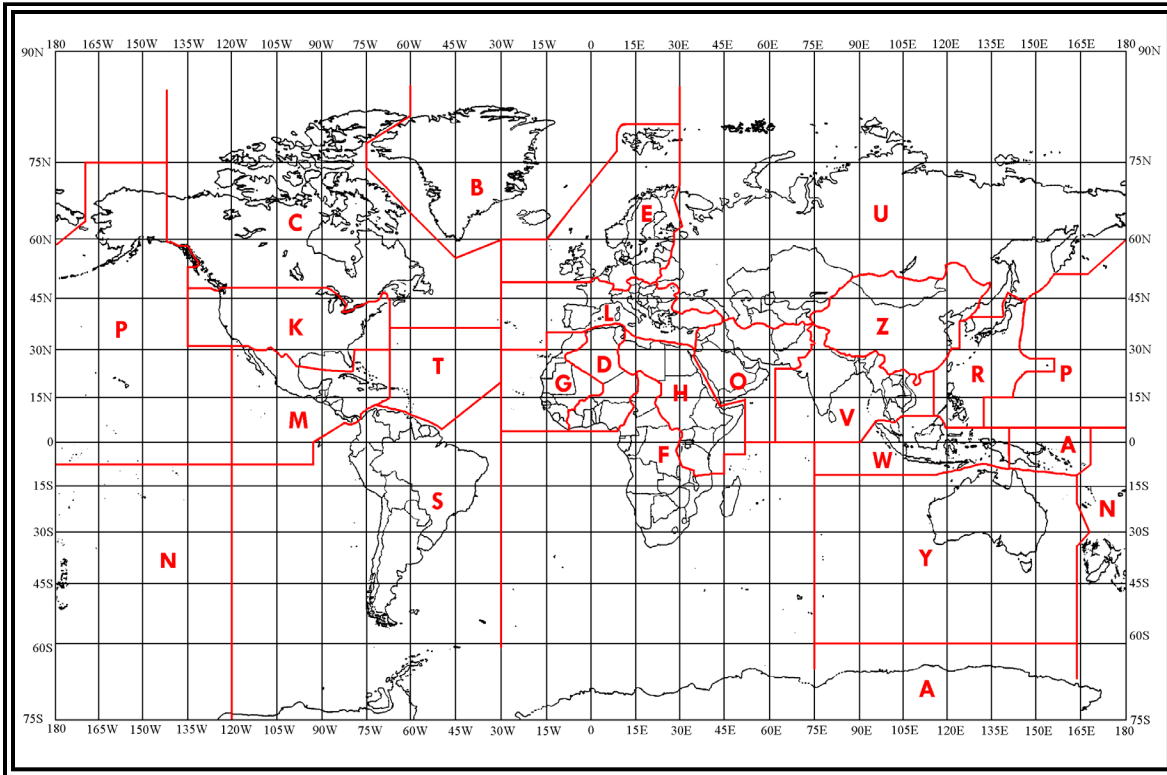 180 165W 150W 135W 120W 105W 90W 75W 60W 45W 30W 15W 0 15E 30E 45E 60E 75E 90E 105E 120E 135E 150E 165E 180
90N 90N
75N 75N
B
E U
C
60N 60N
45N 45N
L
P K Z
30N 30N
T D R P
G H O
15N 15N
M V
0 0
F W A
15S 15S
S N
30S 30S
N Y
45S 45S
60S 60S
A
75S 75S
180 165W 150W 135W 120W 105W 90W 75W 60W 45W 30W 15W 0 15E 30E 45E 60E 75E 90E 105E 120E 135E 150E 165E 180